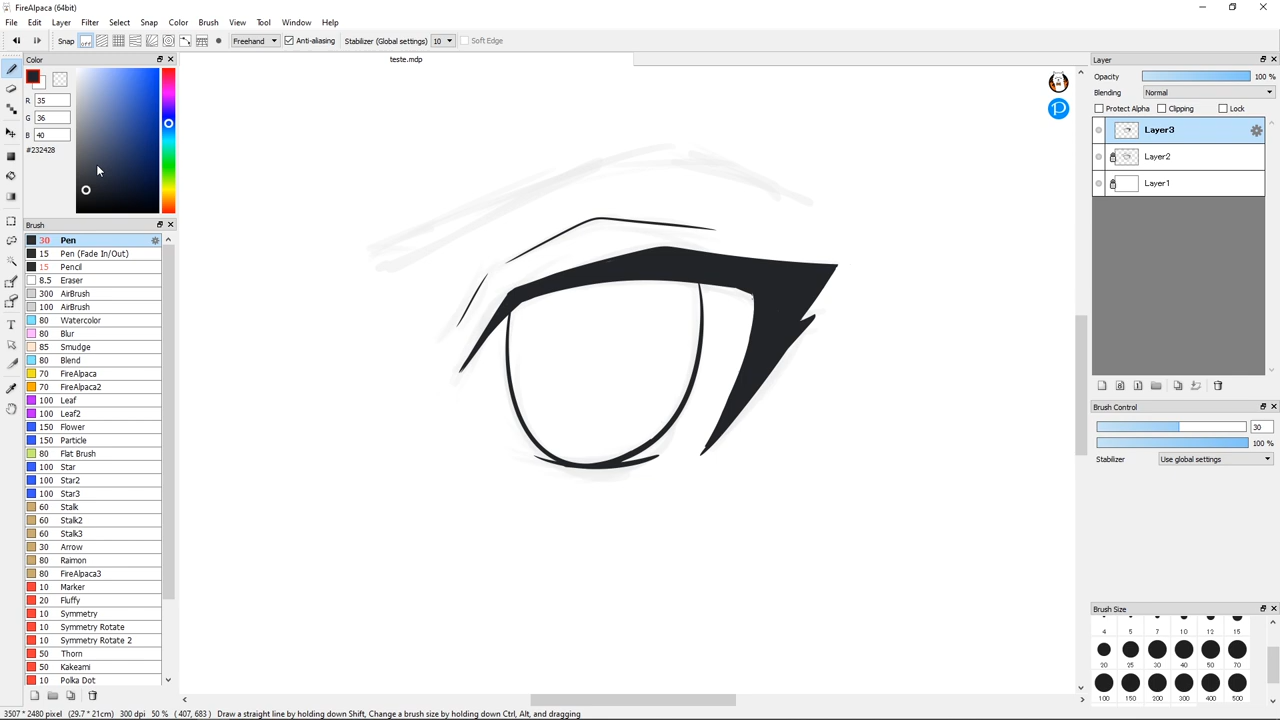 FireAlpaca (64bit)
File Edit Layer Filter Select Snap Color Brush View Tool Window Help
Snap OFF Freehand Anti-aliasing Stabilizer (Global settings) 10 Soft Edge
Color
teste.mdp
R 35
G 36
B 40
#232428
Brush
30 Pen
15 Pen (Fade In/Out)
15 Pencil
8.5 Eraser
300 AirBrush
100 AirBrush
80 Watercolor
80 Blur
85 Smudge
80 Blend
70 FireAlpaca
70 FireAlpaca2
100 Leaf
100 Leaf2
150 Flower
150 Particle
80 Flat Brush
100 Star
100 Star2
100 Star3
60 Stalk
60 Stalk2
60 Stalk3
30 Arrow
80 Raimon
80 FireAlpaca3
10 Marker
20 Fluffy
10 Symmetry
10 Symmetry Rotate
10 Symmetry Rotate 2
50 Thorn
50 Kakeami
10 Polka Dot
Layer
Opacity 100 %
Blending Normal
Protect Alpha Clipping Lock
Layer3
Layer2
Layer1
Brush Control
30
100 %
Stabilizer Use global settings
Brush Size
4 5 7 10 12 15
20 25 30 40 50 70
100 150 200 300 400 500
3507 * 2480 pixel (29.7 * 21cm) 300 dpi 50 % ( 407, 683 ) Draw a straight line by holding down Shift, Change a brush size by holding down Ctrl, Alt, and dragging